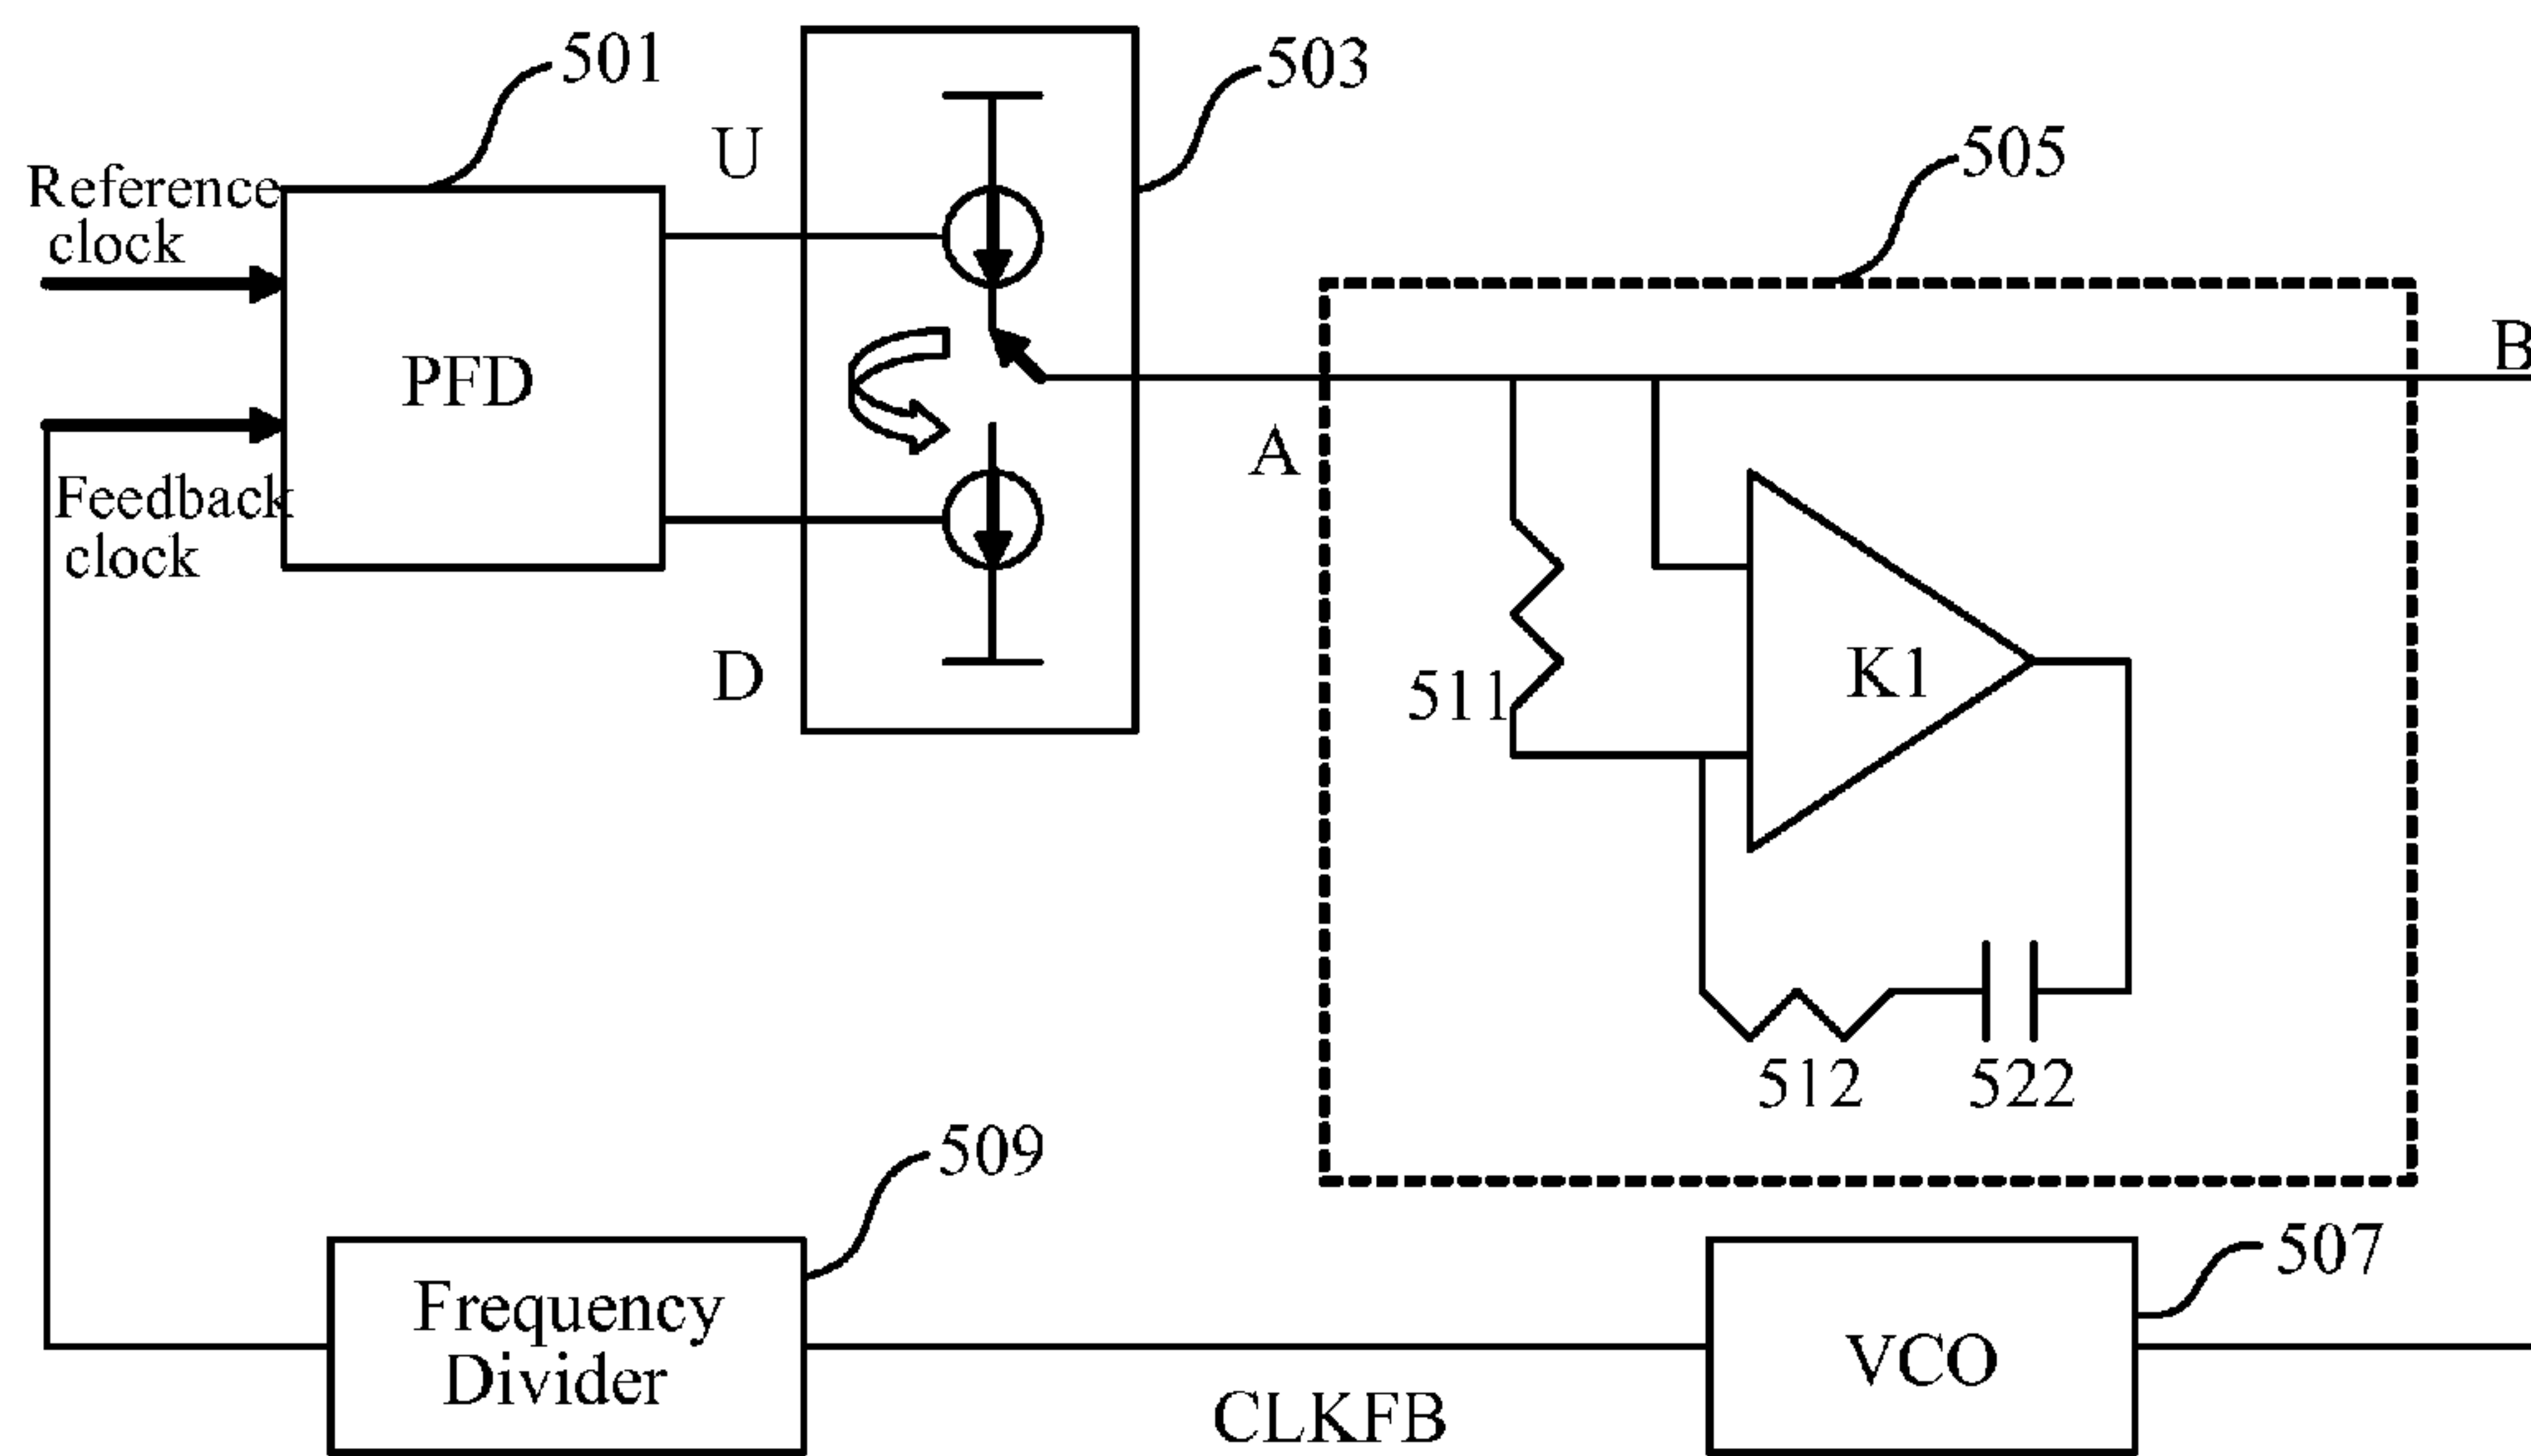 501
503
U
505
Reference
clock
B
PFD
A
Feedback
clock
K1
511
D
512
522
509
507
Frequency
Divider
VCO
CLKFB